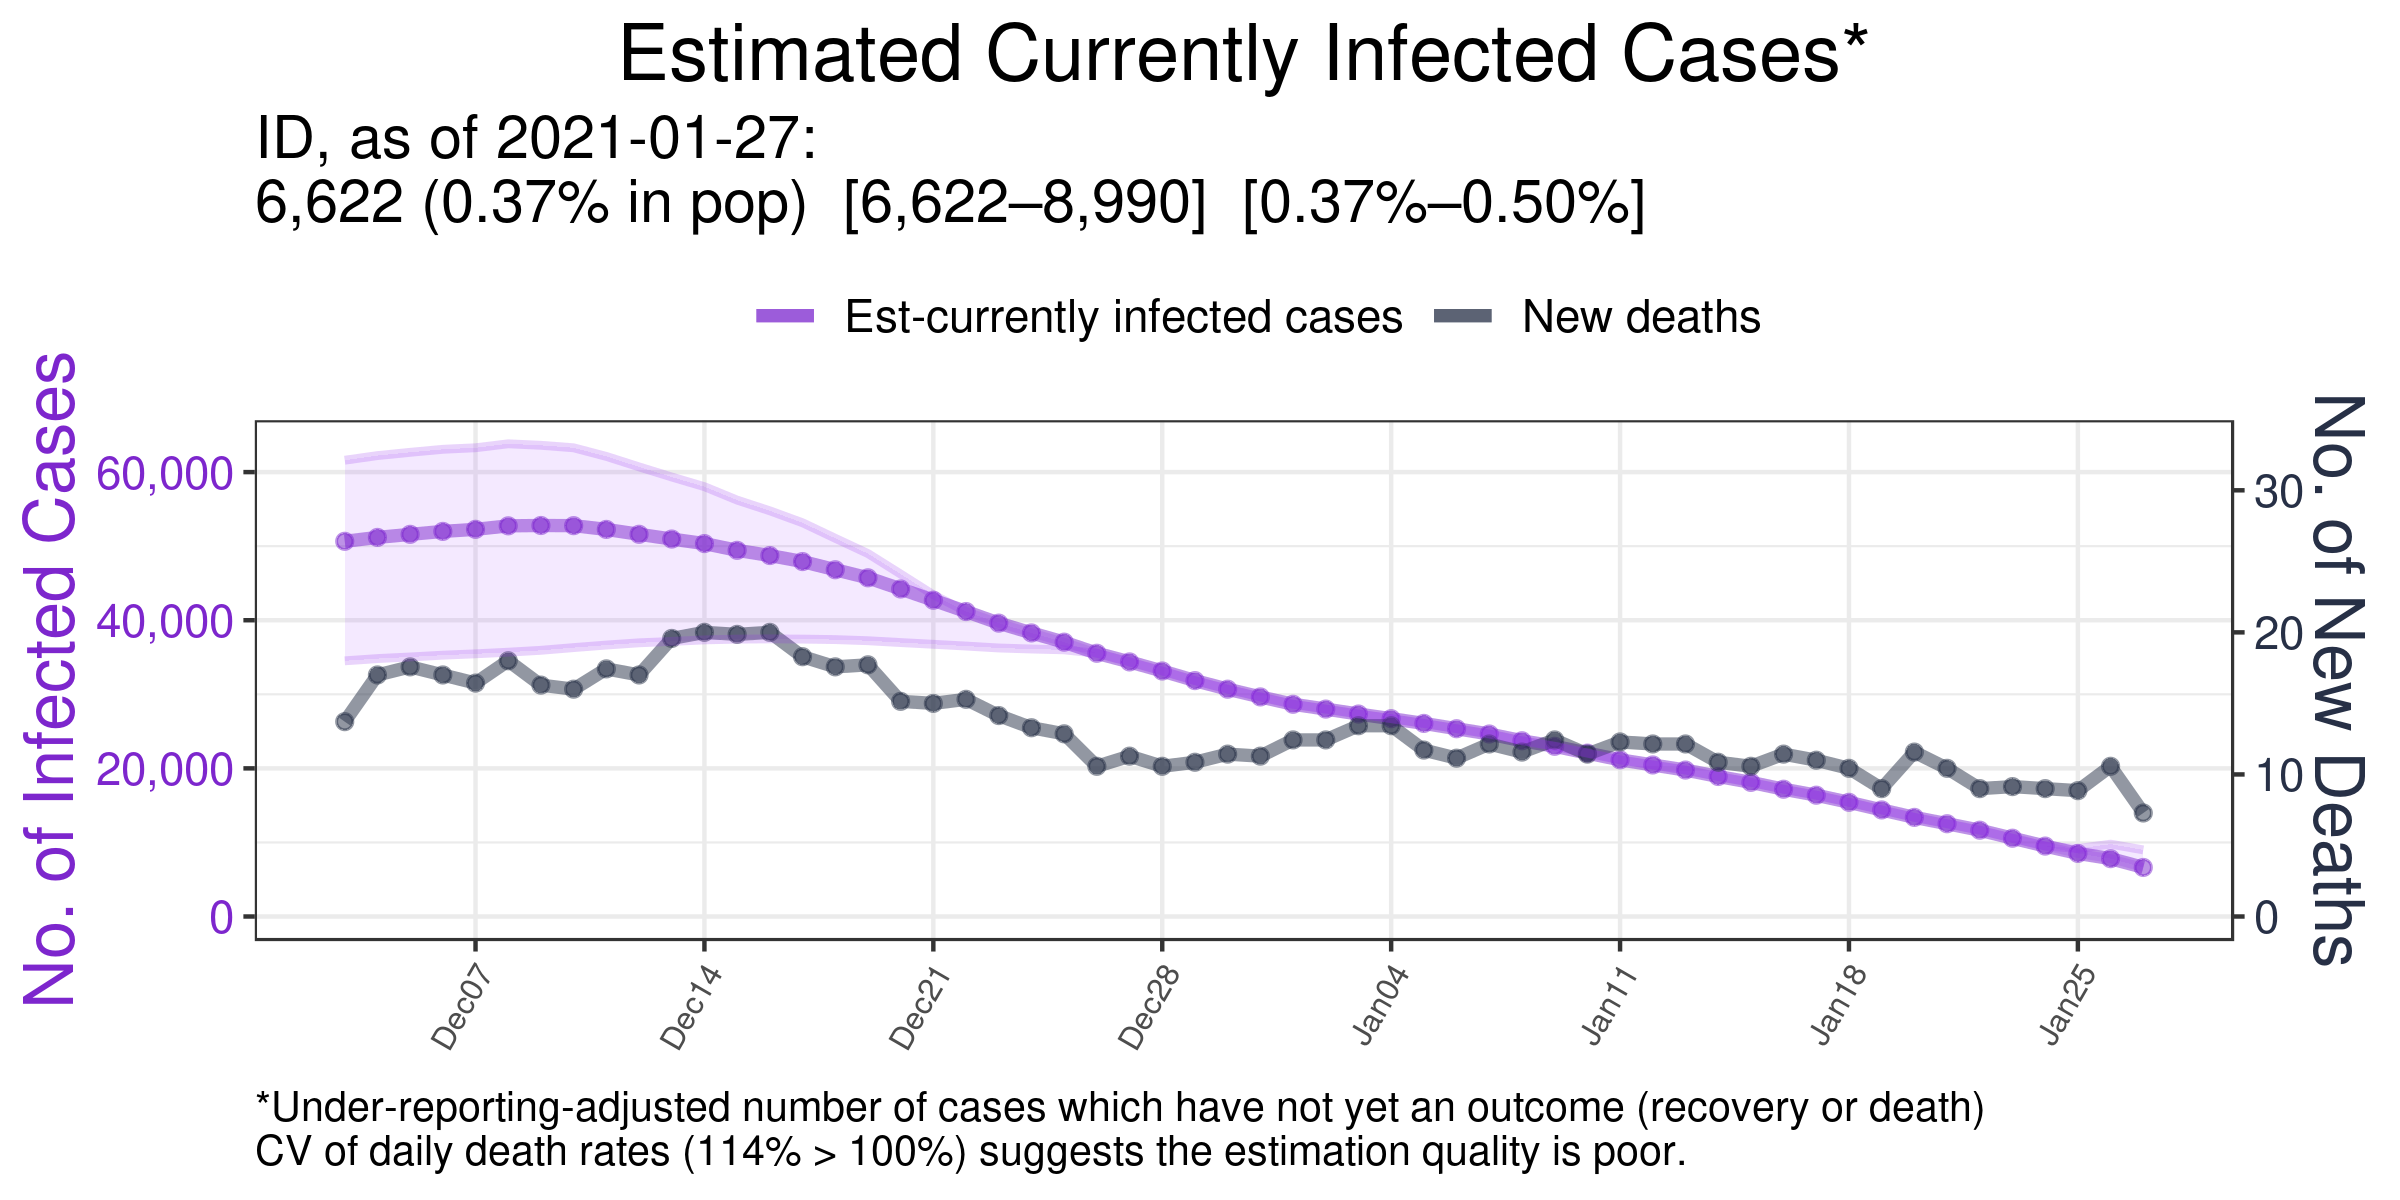 Estimated Currently Infected Cases*
ID, as of 2021-01-27:
6,622 (0.37% in pop)  [6,622–8,990]  [0.37%–0.50%]
Est-currently infected cases
New deaths
No. of Infected Cases
60,000
40,000
20,000
0
No. of New Deaths
30
20
10
0
Dec07
Dec14
Dec21
Dec28
Jan04
Jan11
Jan18
Jan25
*Under-reporting-adjusted number of cases which have not yet an outcome (recovery or death)
CV of daily death rates (114% > 100%) suggests the estimation quality is poor.